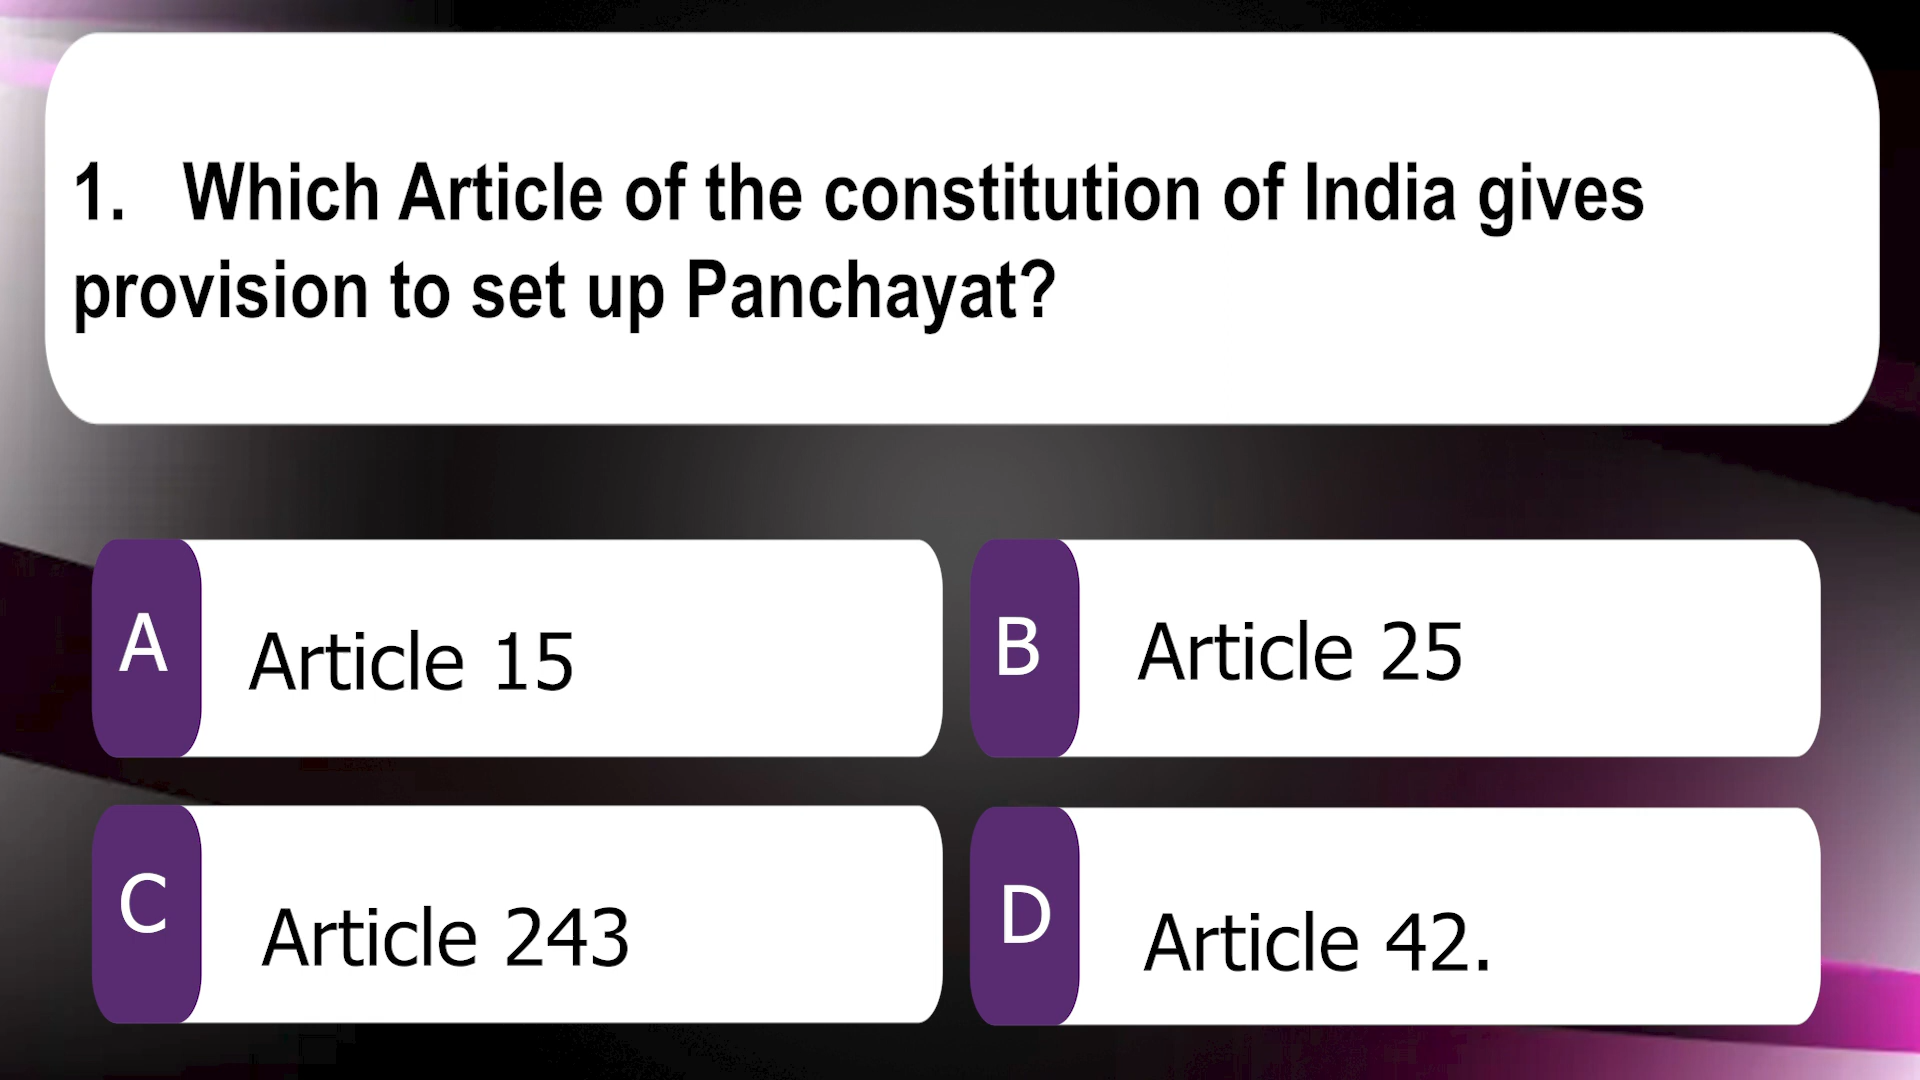 1. Which Article of the constitution of India gives
provision to set up Panchayat?
A Article 15
B Article 25
C Article 243
D Article 42.